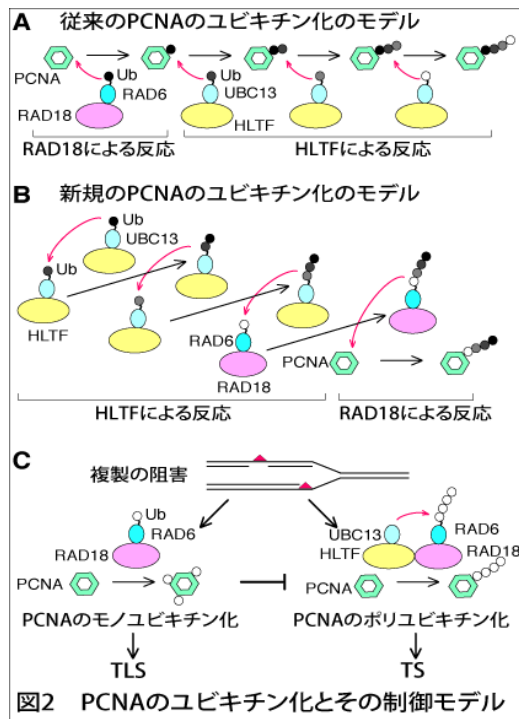 A 従来のPCNAのユビキチン化のモデル
PCNA
Ub
RAD6
RAD18
Ub
UBC13
HLTF
RAD18による反応
HLTFによる反応
B 新規のPCNAのユビキチン化のモデル
Ub
UBC13
Ub
HLTF
RAD6
RAD18
PCNA
HLTFによる反応
RAD18による反応
C
複製の阻害
Ub
RAD6
RAD18
UBC13
HLTF
RAD6
RAD18
PCNA
PCNA
PCNAのモノユビキチン化
PCNAのポリユビキチン化
TLS
TS
図2 PCNAのユビキチン化とその制御モデル